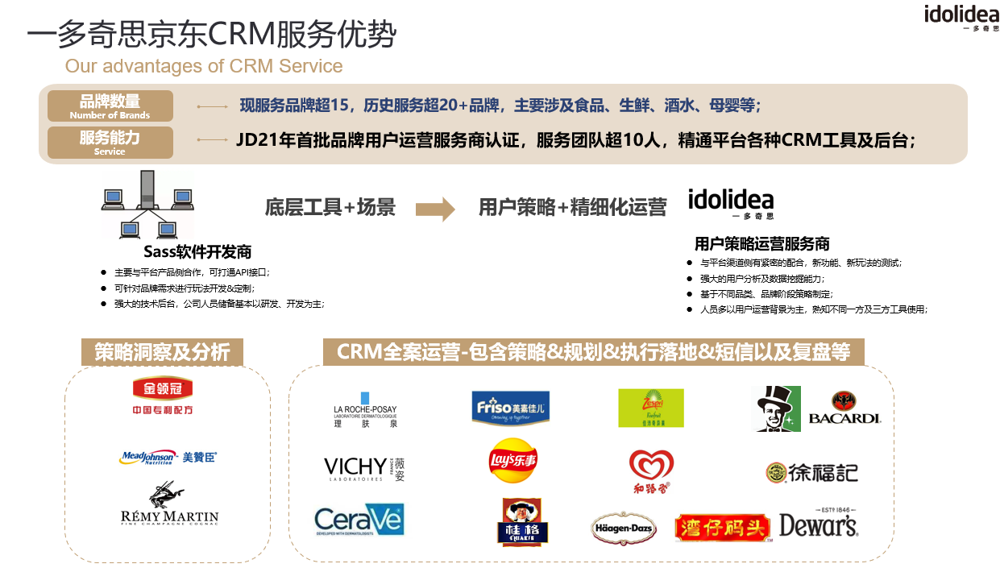 idolidea
一多奇思
一多奇思京东CRM服务优势
Our advantages of CRM Service
品牌数量
Number of Brands
现服务品牌超15，历史服务超20+品牌，主要涉及食品、生鲜、酒水、母婴等；
服务能力
Service
JD21年首批品牌用户运营服务商认证，服务团队超10人，精通平台各种CRM工具及后台；
底层工具+场景
用户策略+精细化运营
idolidea
一多奇思
Sass软件开发商
● 主要与平台产品侧合作，可打通API接口；
● 可针对品牌需求进行玩法开发&定制；
● 强大的技术后台，公司人员储备基本以研发、开发为主；
用户策略运营服务商
● 与平台渠道侧有紧密的配合，新功能、新玩法的测试；
● 强大的用户分析及数据挖掘能力；
● 基于不同品类、品牌阶段策略制定；
● 人员多以用户运营背景为主，熟知不同一方及三方工具使用；
策略洞察及分析
金领冠
中国专利配方
MeadJohnson
Nutrition
美赞臣
RÉMY MARTIN
FINE CHAMPAGNE COGNAC
CRM全案运营-包含策略&规划&执行落地&短信以及复盘等
LA ROCHE-POSAY
LABORATOIRE DERMATOLOGIQUE
理肤泉
Friso美素佳儿
Growing up together
Zespri
Kiwifruit
佳沛奇异果
BACARDI.
VICHY
LABORATOIRES
薇姿
FRANCE
Lay's乐事
和路雪
徐福記
CeraVe
DEVELOPED WITH DERMATOLOGISTS
桂格
QUAKER
Häagen-Dazs
湾仔码头
TM
ESTD 1846
Dewar's.